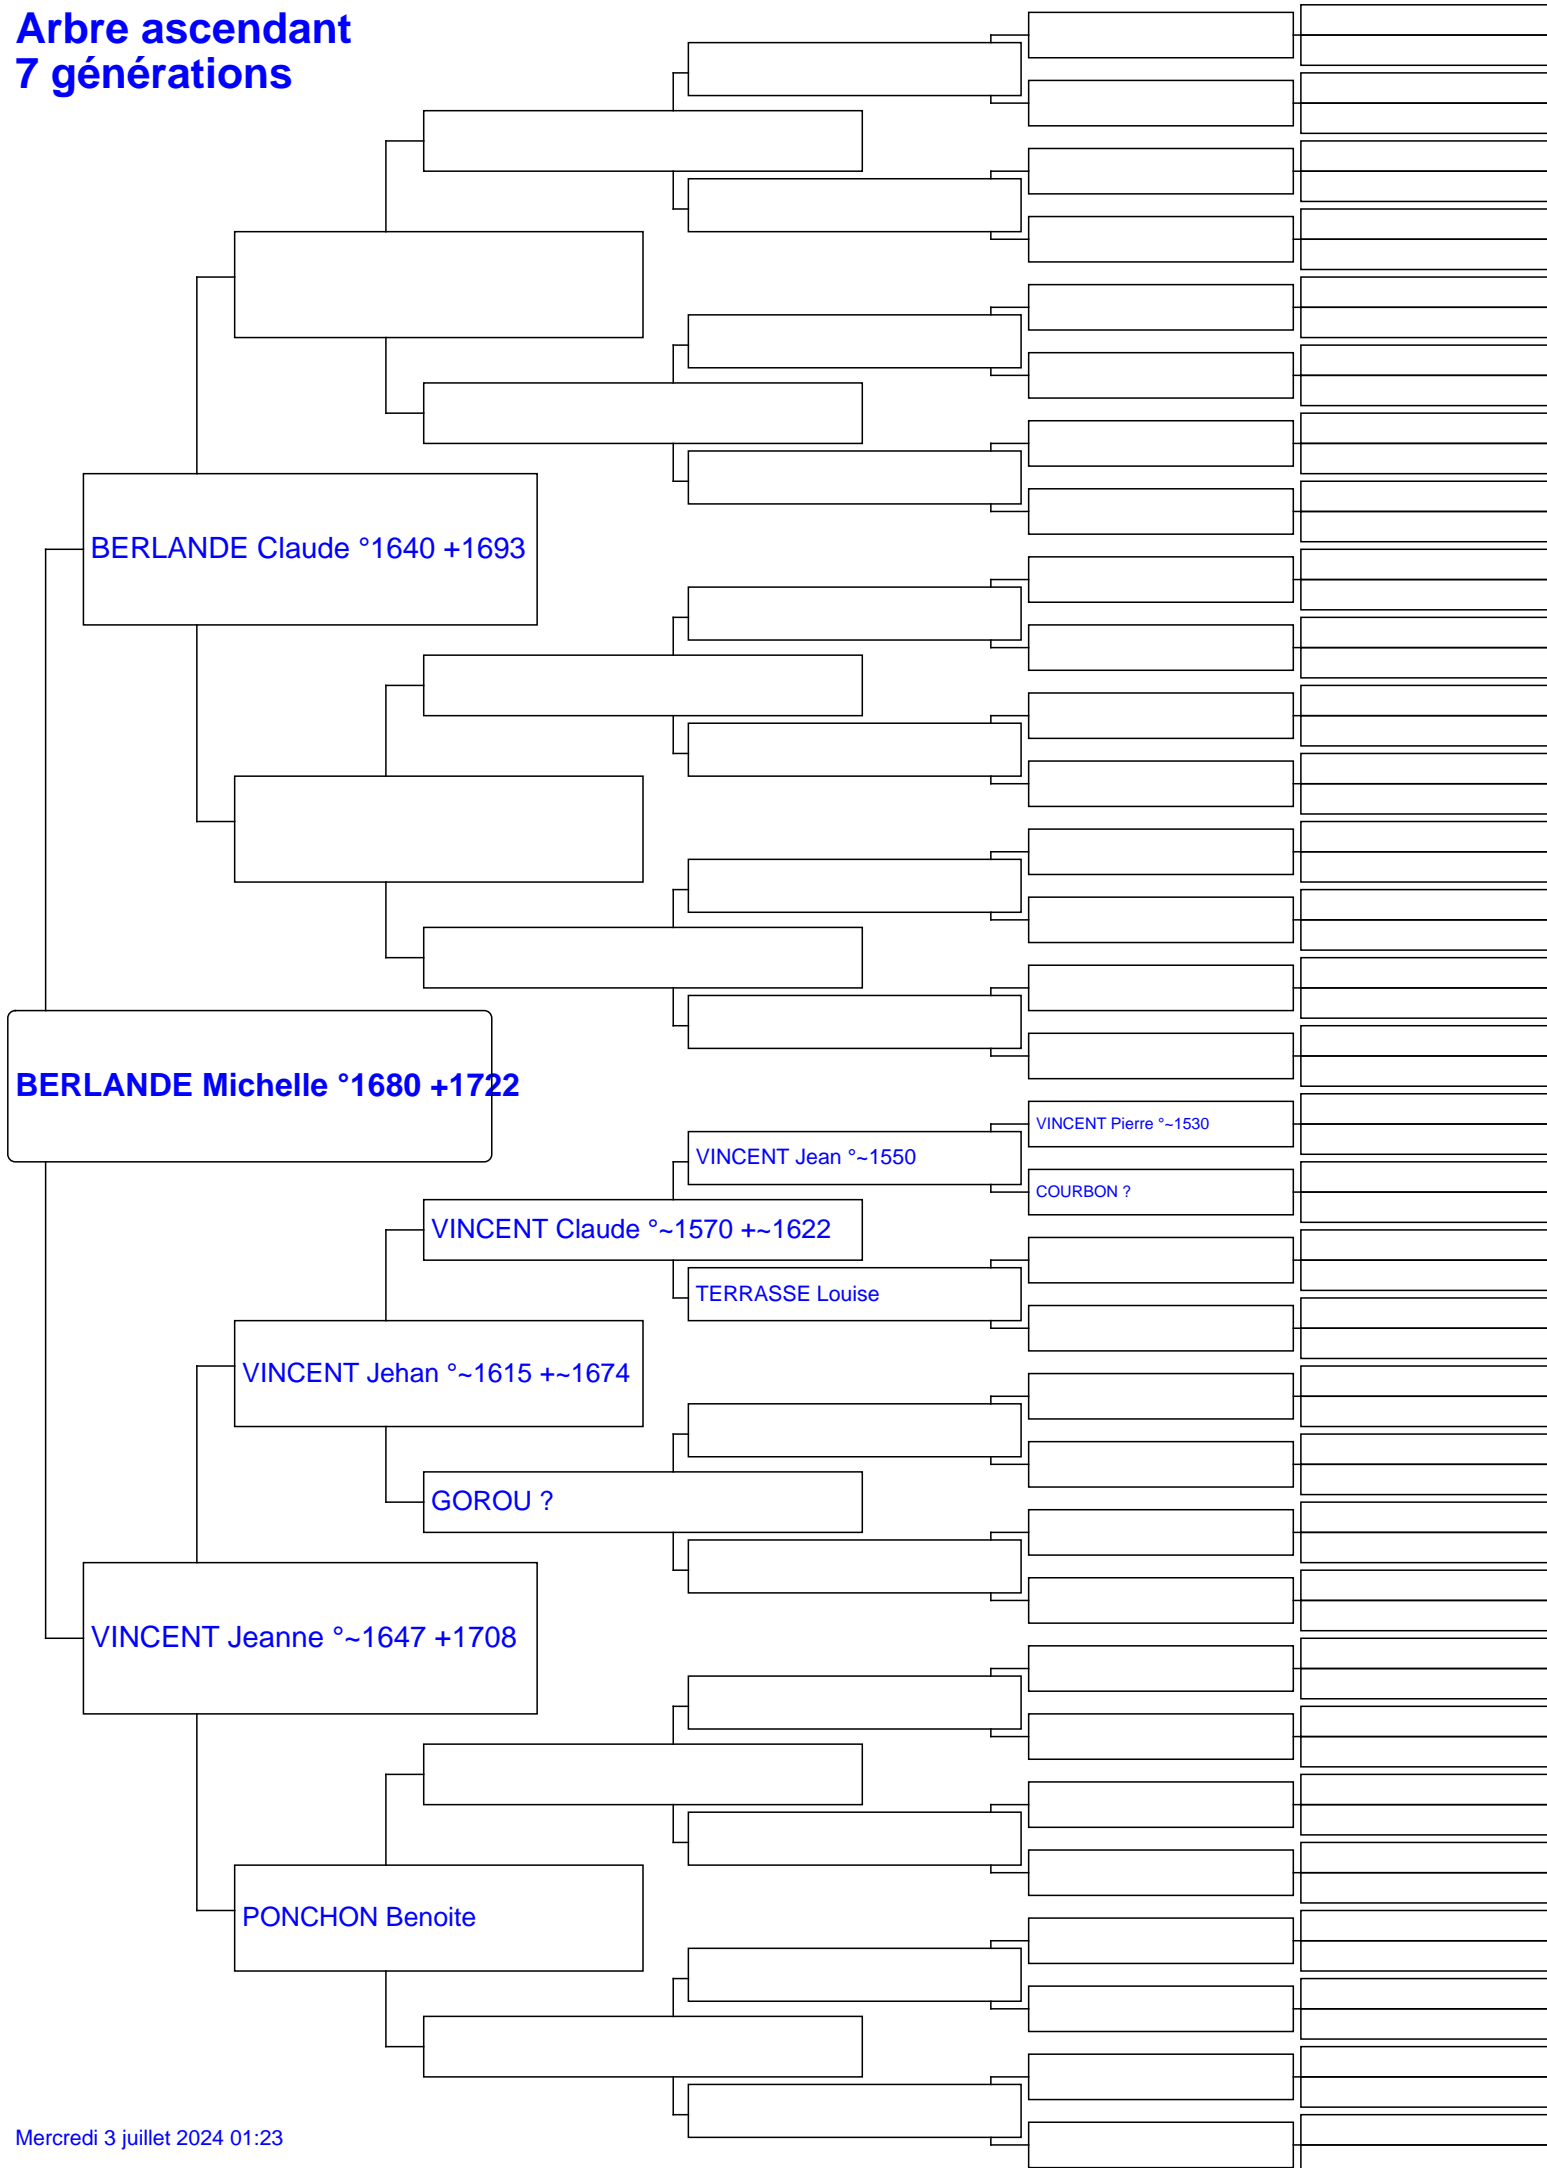 Arbre ascendant
7 générations
BERLANDE Claude °1640 +1693
BERLANDE Michelle °1680 +1722
VINCENT Pierre °~1530
VINCENT Jean °~1550
COURBON ?
VINCENT Claude °~1570 +~1622
TERRASSE Louise
VINCENT Jehan °~1615 +~1674
GOROU ?
VINCENT Jeanne °~1647 +1708
PONCHON Benoite
Mercredi 3 juillet 2024 01:23